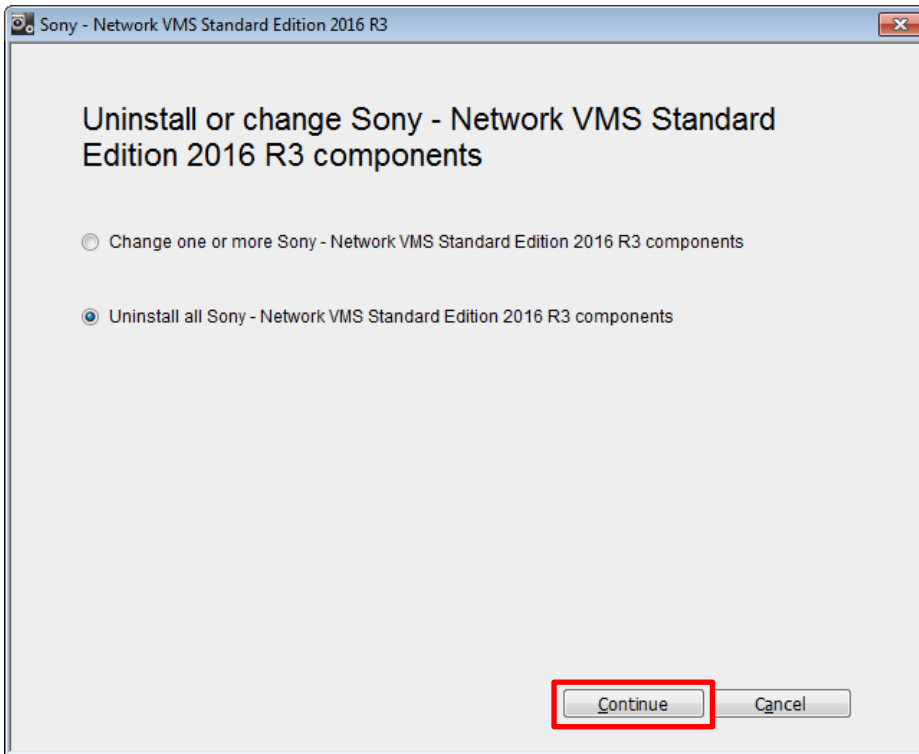 Sony - Network VMS Standard Edition 2016 R3
Uninstall or change Sony - Network VMS Standard
Edition 2016 R3 components
Change one or more Sony - Network VMS Standard Edition 2016 R3 components
Uninstall all Sony - Network VMS Standard Edition 2016 R3 components
Continue Cancel